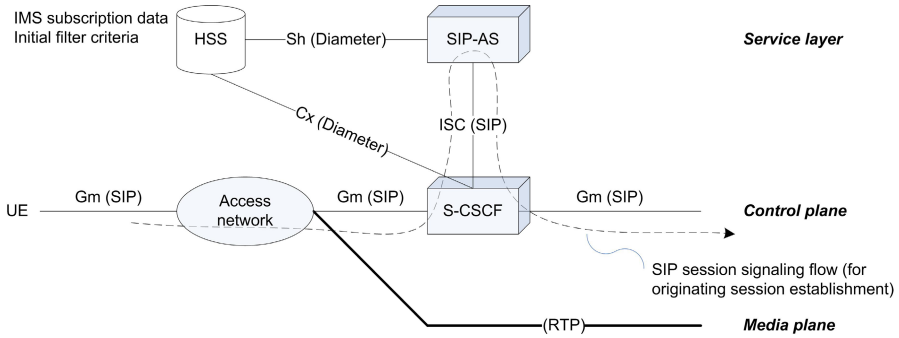 IMS subscription data
Initial filter criteria
HSS
Sh (Diameter)
SIP-AS
Service layer
Cx (Diameter)
ISC (SIP)
UE
Gm (SIP)
Access
network
Gm (SIP)
S-CSCF
Gm (SIP)
Control plane
SIP session signaling flow (for
originating session establishment)
(RTP)
Media plane